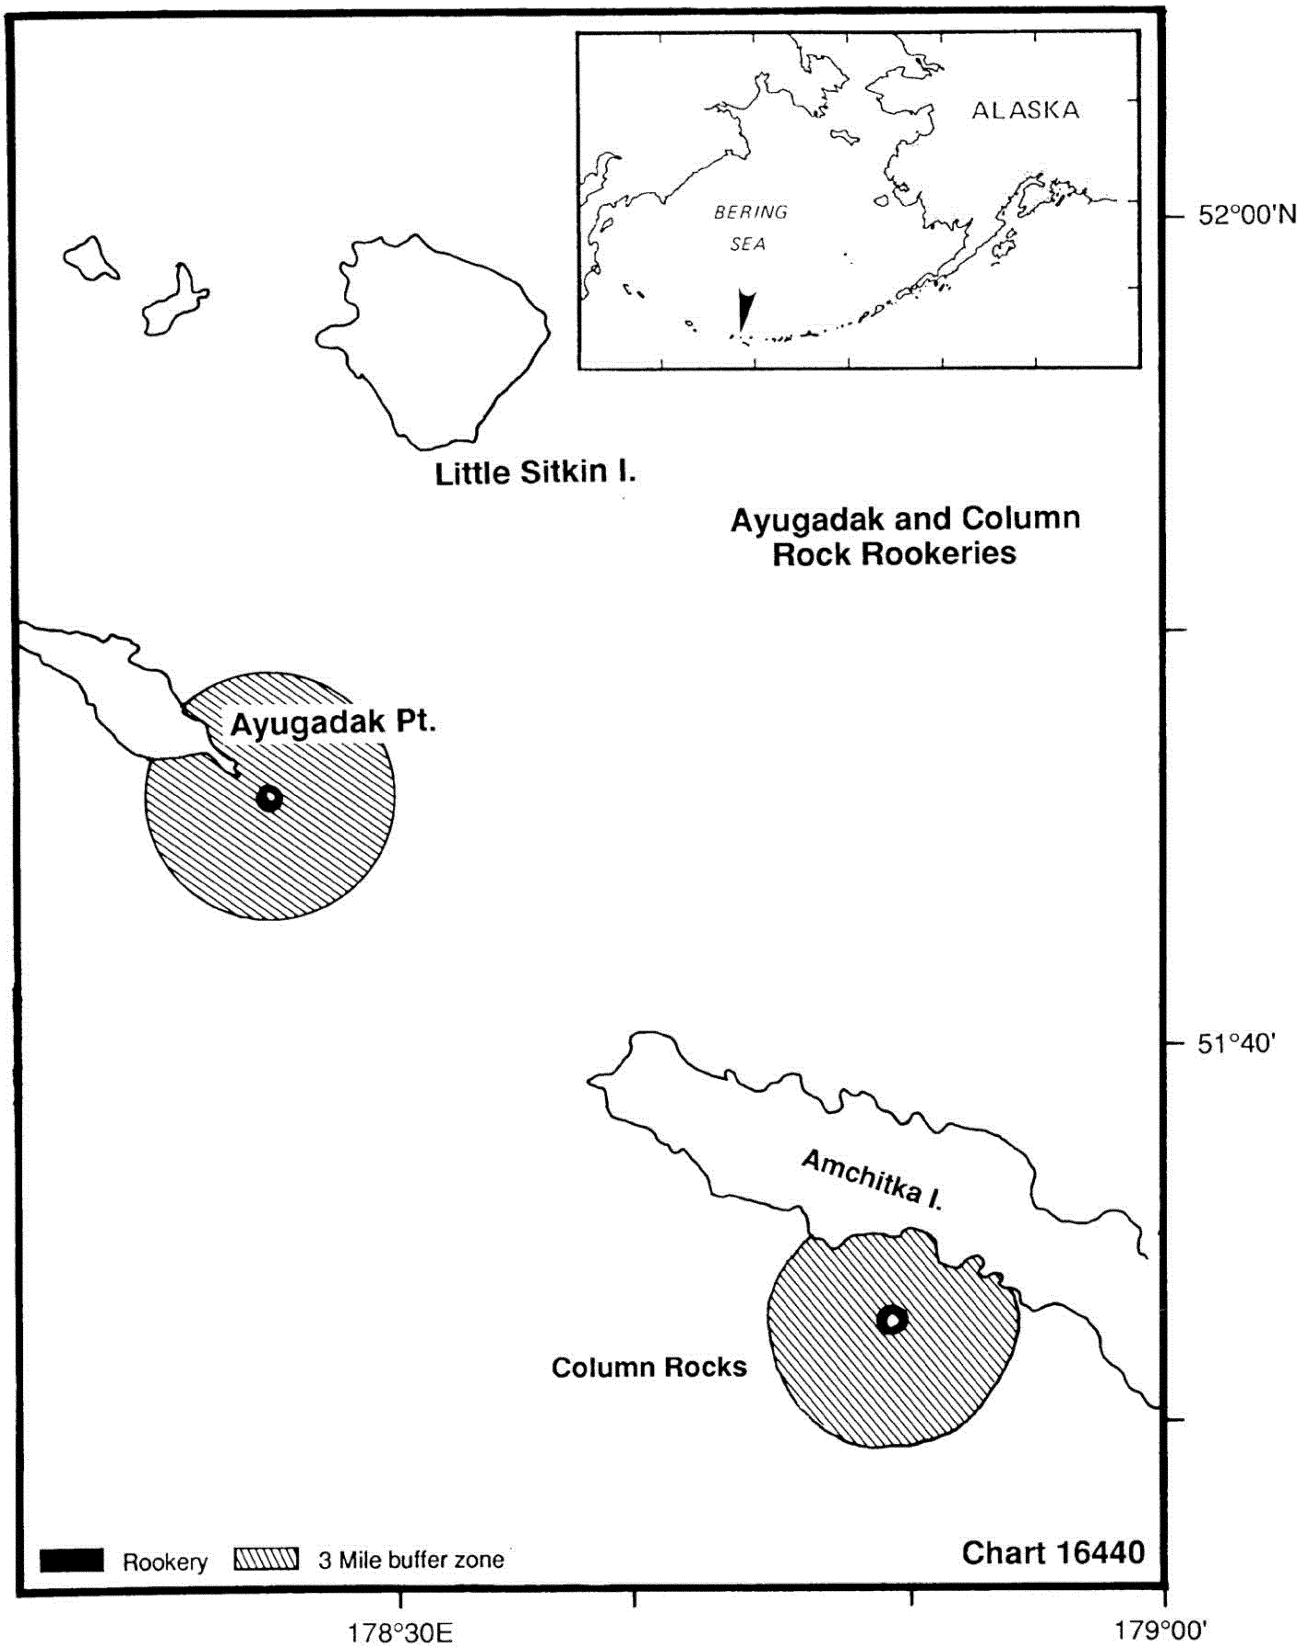 ALASKA
BERING
SEA
52°00'N
Little Sitkin I.
Ayugadak and Column
Rock Rookeries
Ayugadak Pt.
51°40'
Amchitka I.
Column Rocks
Rookery
3 Mile buffer zone
Chart 16440
178°30E
179°00'